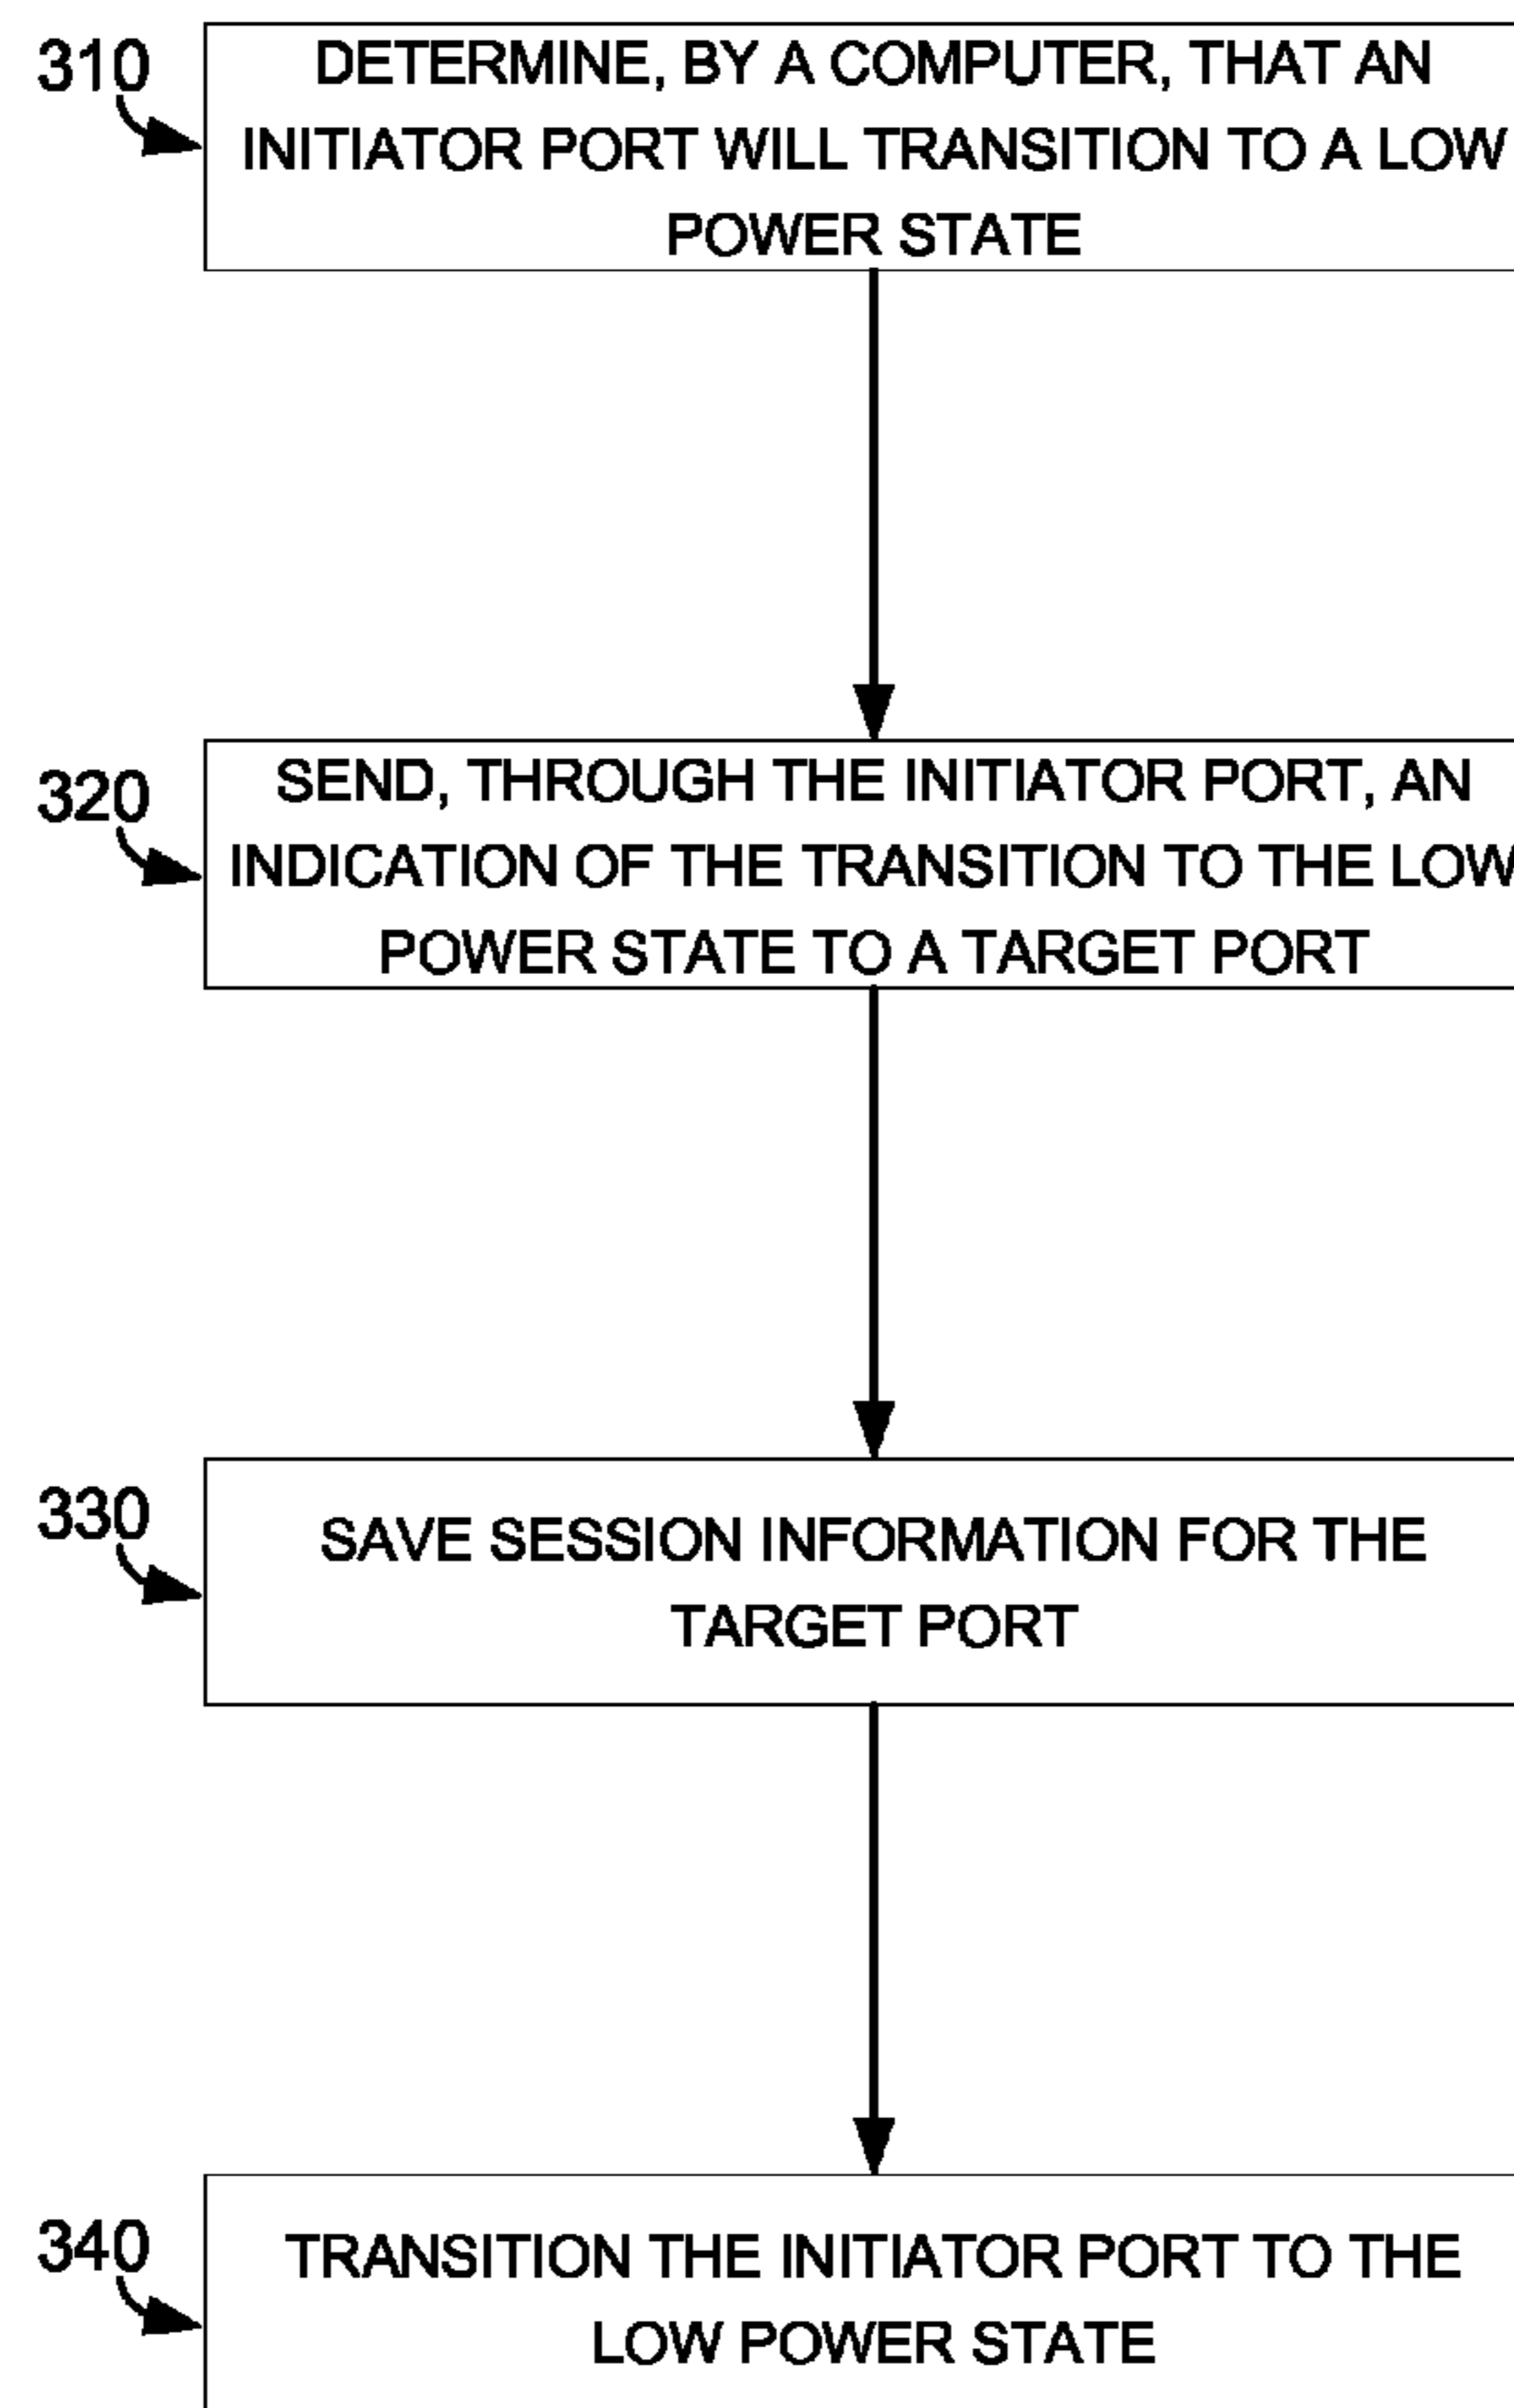 310
DETERMINE, BY A COMPUTER, THAT AN
INITIATOR PORT WILL TRANSITION TO A LOW
POWER STATE
320
SEND, THROUGH THE INITIATOR PORT, AN
INDICATION OF THE TRANSITION TO THE LOW
POWER STATE TO A TARGET PORT
330
SAVE SESSION INFORMATION FOR THE
TARGET PORT
340
TRANSITION THE INITIATOR PORT TO THE
LOW POWER STATE